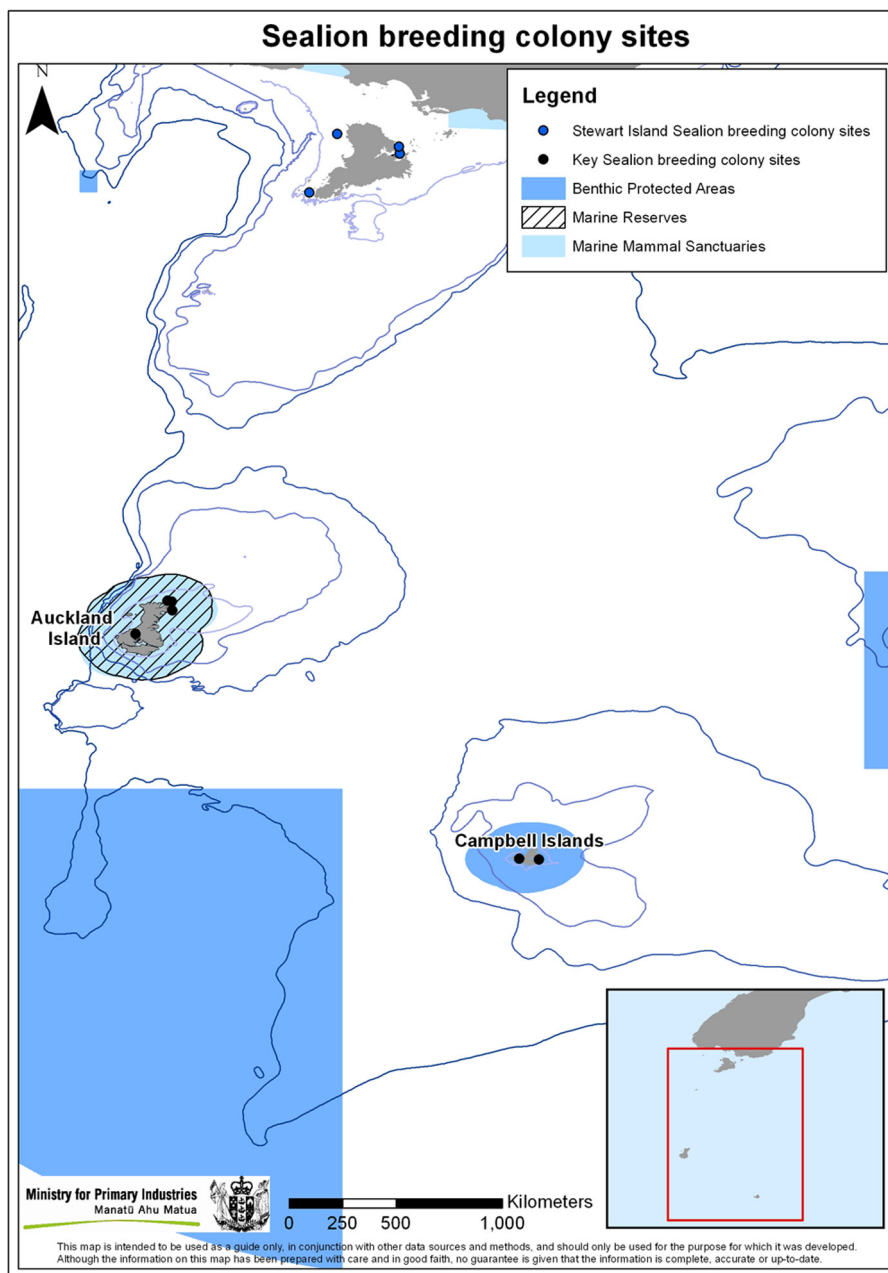 Sealion breeding colony sites
N
Legend
Stewart Island Sealion breeding colony sites
Key Sealion breeding colony sites
Benthic Protected Areas
Marine Reserves
Marine Mammal Sanctuaries
Auckland
Island
Campbell Islands
Ministry for Primary Industries
Manatū Ahu Matua
Kilometers
0 250 500 1,000
This map is intended to be used as a guide only, in conjunction with other data sources and methods, and should only be used for the purpose for which it was developed.
Although the information on this map has been prepared with care and in good faith, no guarantee is given that the information is complete, accurate or up-to-date.